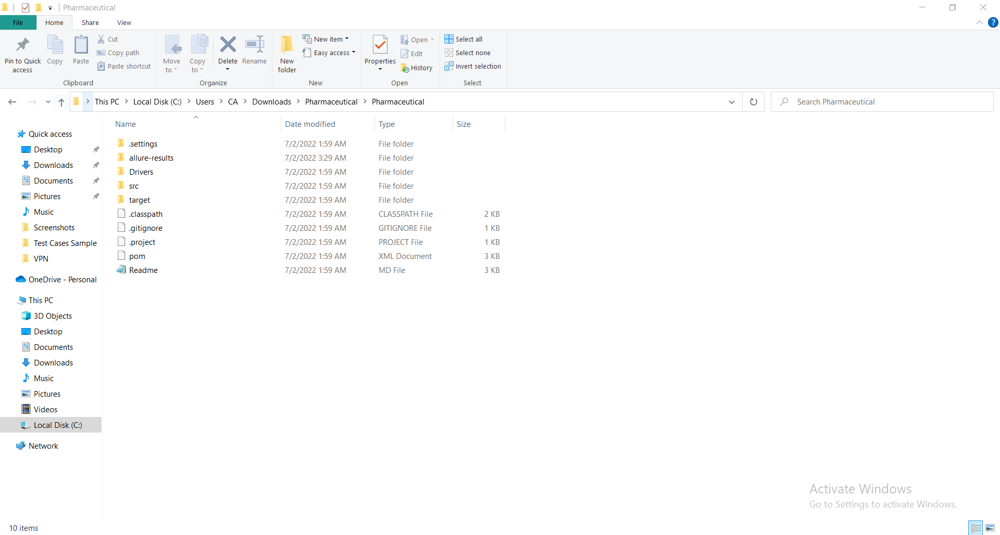 Pharmaceutical
File Home Share View
Pin to Quick access
Copy
Paste
Cut
Copy path
Paste shortcut
Clipboard
Move to
Copy to
Delete
Rename
Organize
New folder
New item
Easy access
New
Properties
Open
Edit
History
Open
Select all
Select none
Invert selection
Select
This PC > Local Disk (C:) > Users > CA > Downloads > Pharmaceutical > Pharmaceutical
Search Pharmaceutical
Quick access
Desktop
Downloads
Documents
Pictures
Music
Screenshots
Test Cases Sample
VPN
OneDrive - Personal
This PC
3D Objects
Desktop
Documents
Downloads
Music
Pictures
Videos
Local Disk (C:)
Network
Name Date modified Type Size
.settings 7/2/2022 1:59 AM File folder
allure-results 7/2/2022 3:29 AM File folder
Drivers 7/2/2022 1:59 AM File folder
src 7/2/2022 1:59 AM File folder
target 7/2/2022 1:59 AM File folder
.classpath 7/2/2022 1:59 AM CLASSPATH File 2 KB
.gitignore 7/2/2022 1:59 AM GITIGNORE File 1 KB
.project 7/2/2022 1:59 AM PROJECT File 1 KB
pom 7/2/2022 1:59 AM XML Document 3 KB
Readme 7/2/2022 1:59 AM MD File 3 KB
Activate Windows
Go to Settings to activate Windows.
10 items